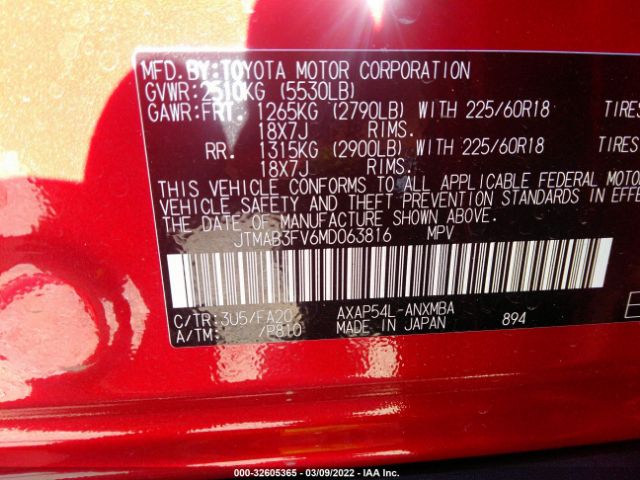 MFD. BY: TOYOTA MOTOR CORPORATION
GVWR: 2510KG (5530LB)
GAWR: FRT. 1265KG (2790LB) WITH 225/60R18 TIRES
18X7J RIMS.
RR. 1315KG (2900LB) WITH 225/60R18 TIRES
18X7J RIMS.
THIS VEHICLE CONFORMS TO ALL APPLICABLE FEDERAL MOTOR
VEHICLE SAFETY AND THEFT PREVENTION STANDARDS IN EFFE
THE DATE OF MANUFACTURE SHOWN ABOVE.
JTMAB3FV6MD063816 MPV
C/TR: 3U5/FA20 AXAP54L-ANXMBA
A/TM: /P810 MADE IN JAPAN 894
000-32605365 - 03/09/2022 - IAA Inc.